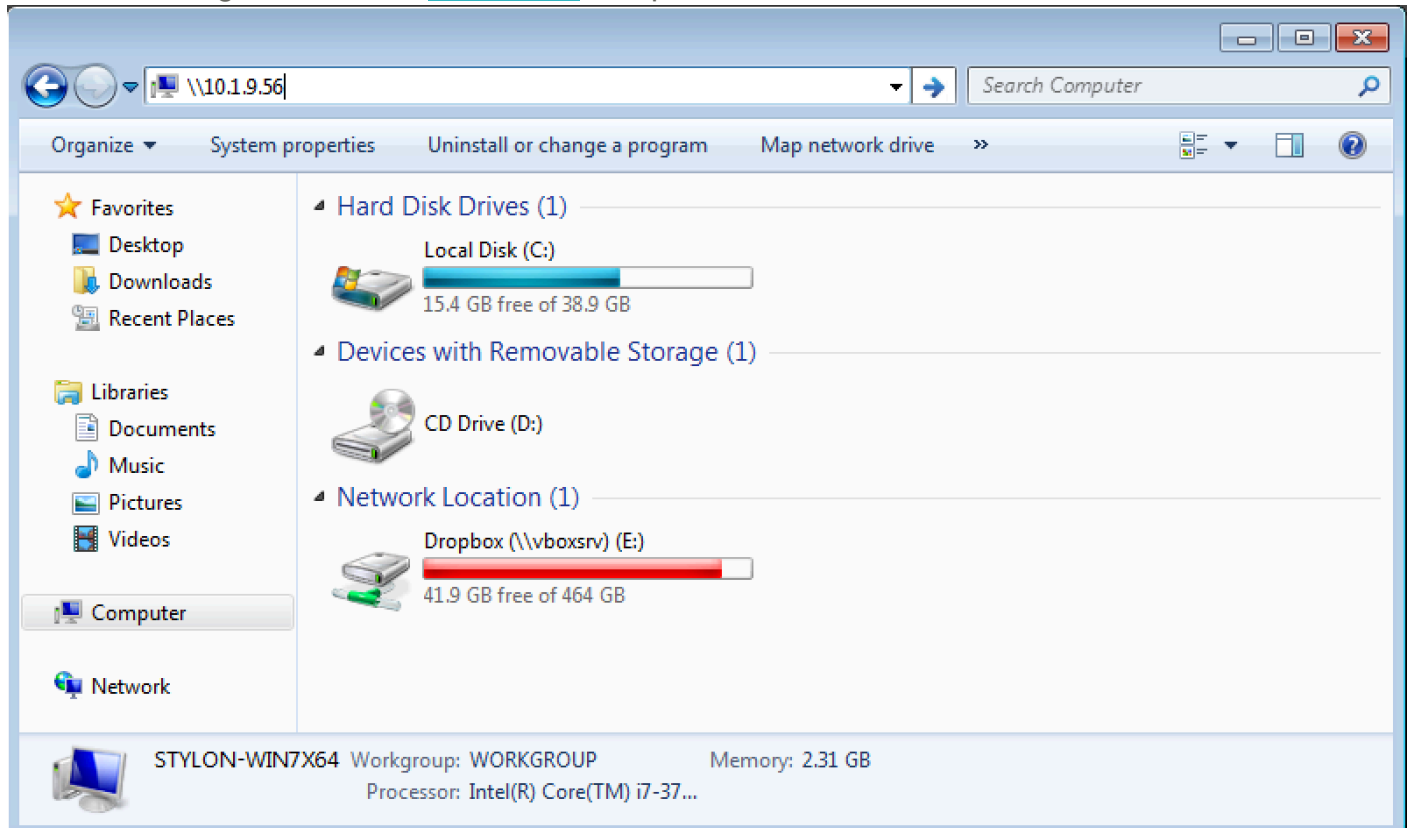 \\10.1.9.56
Search Computer
Organize
System properties
Uninstall or change a program
Map network drive
»
Favorites
Desktop
Downloads
Recent Places
Libraries
Documents
Music
Pictures
Videos
Computer
Network
Hard Disk Drives (1)
Local Disk (C:)
15.4 GB free of 38.9 GB
Devices with Removable Storage (1)
CD Drive (D:)
Network Location (1)
Dropbox (\\vboxsrv) (E:)
41.9 GB free of 464 GB
STYLON-WIN7X64 Workgroup: WORKGROUP Memory: 2.31 GB
Processor: Intel(R) Core(TM) i7-37...